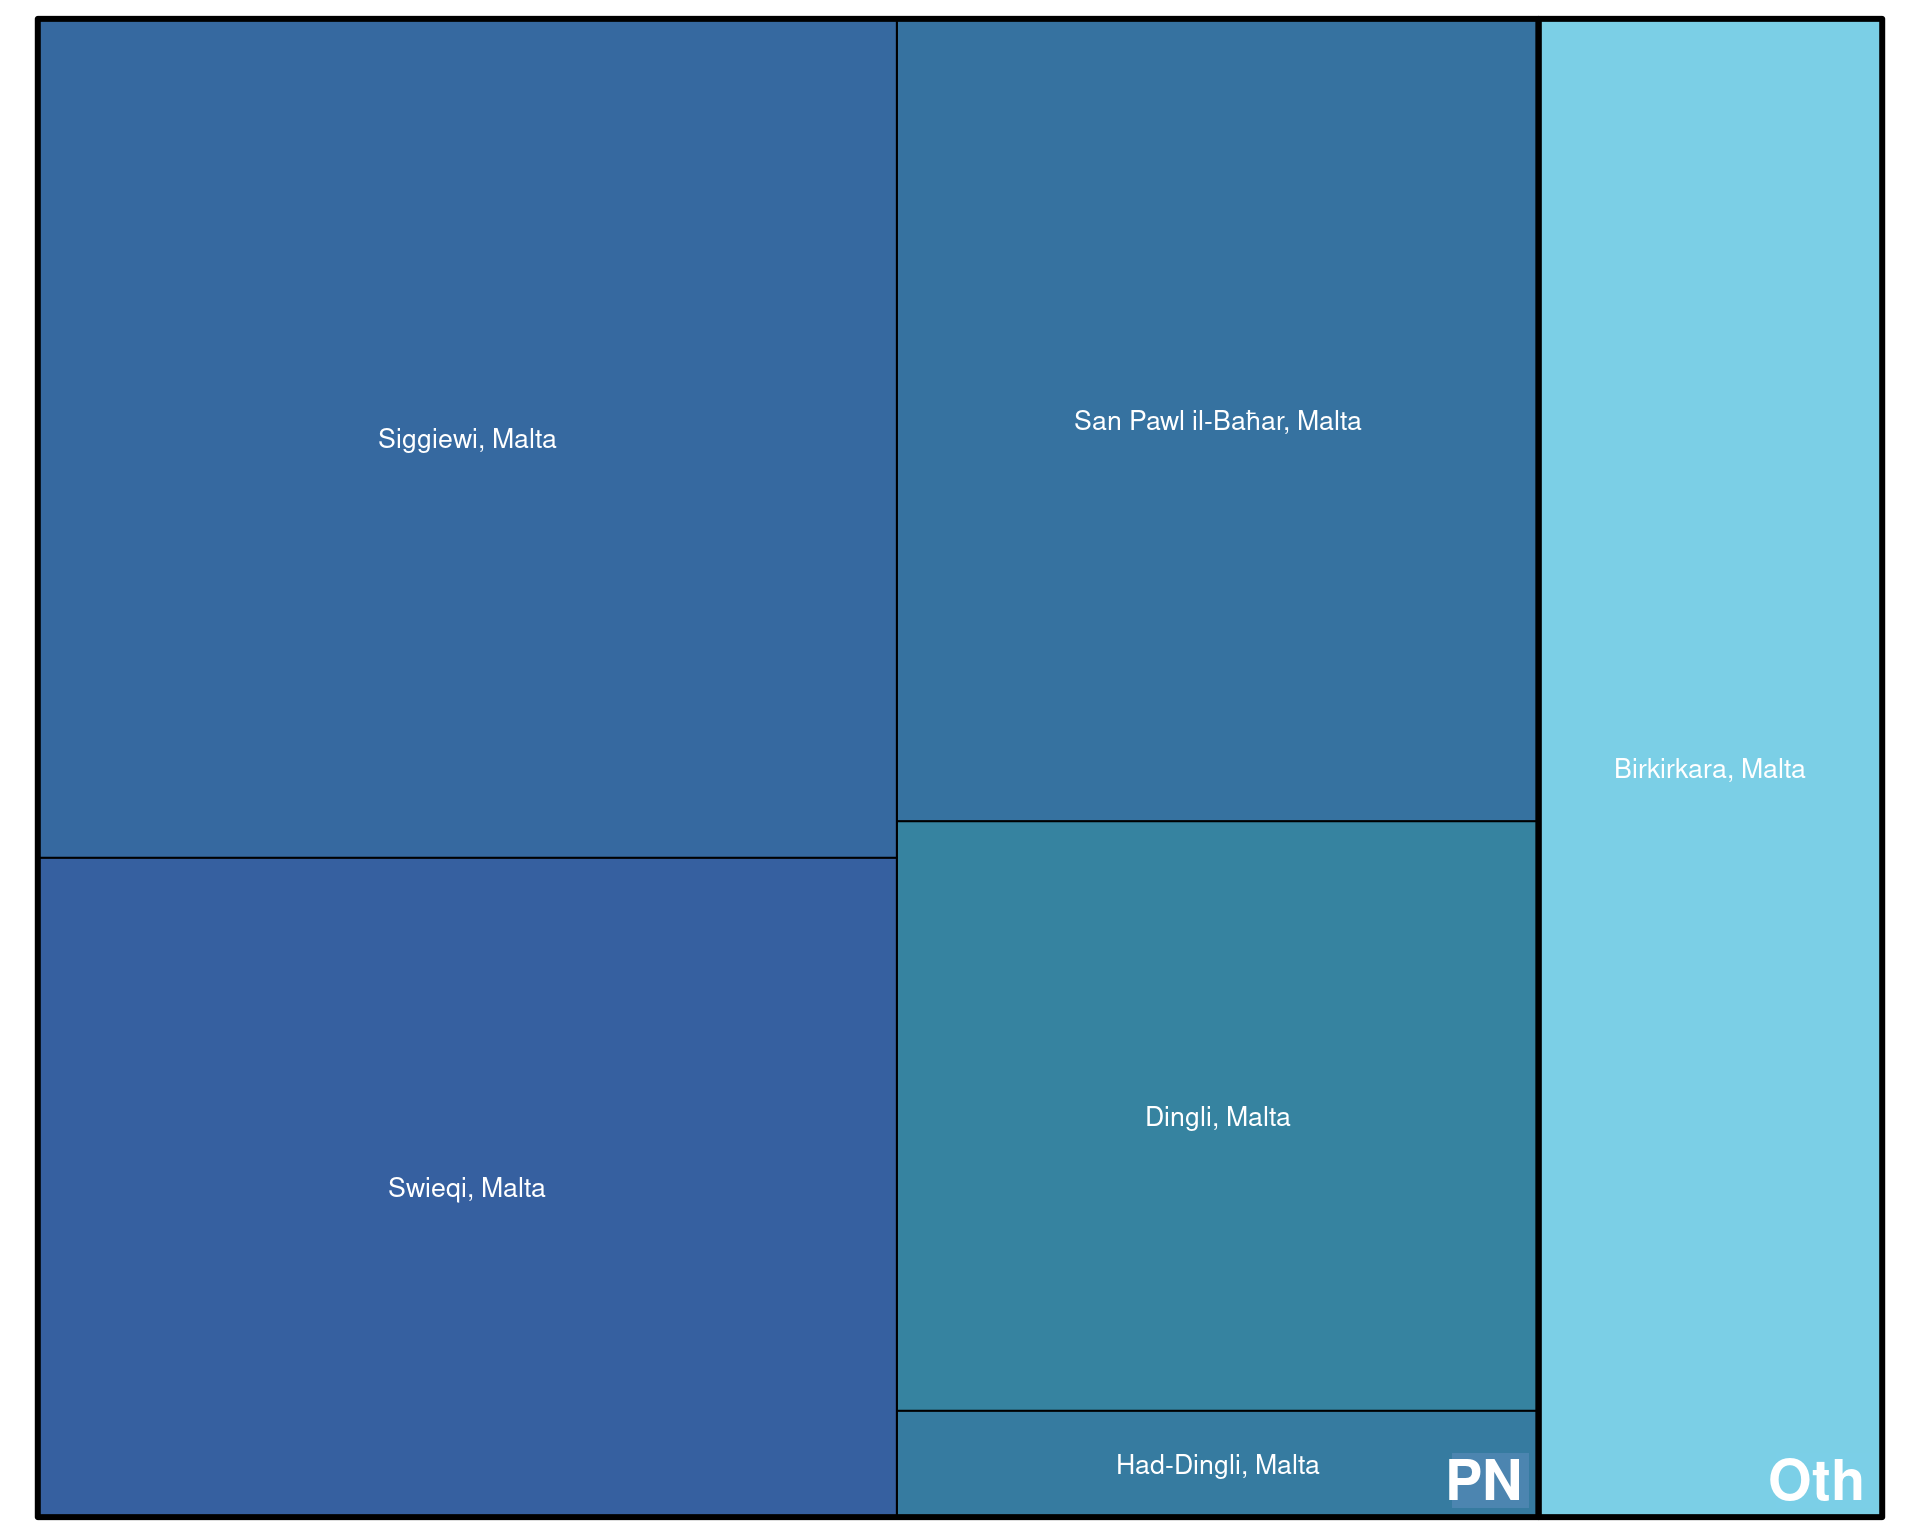 Siggiewi, Malta
San Pawl il-Baħar, Malta
Birkirkara, Malta
Dingli, Malta
Swieqi, Malta
Had-Dingli, Malta
PN
Oth